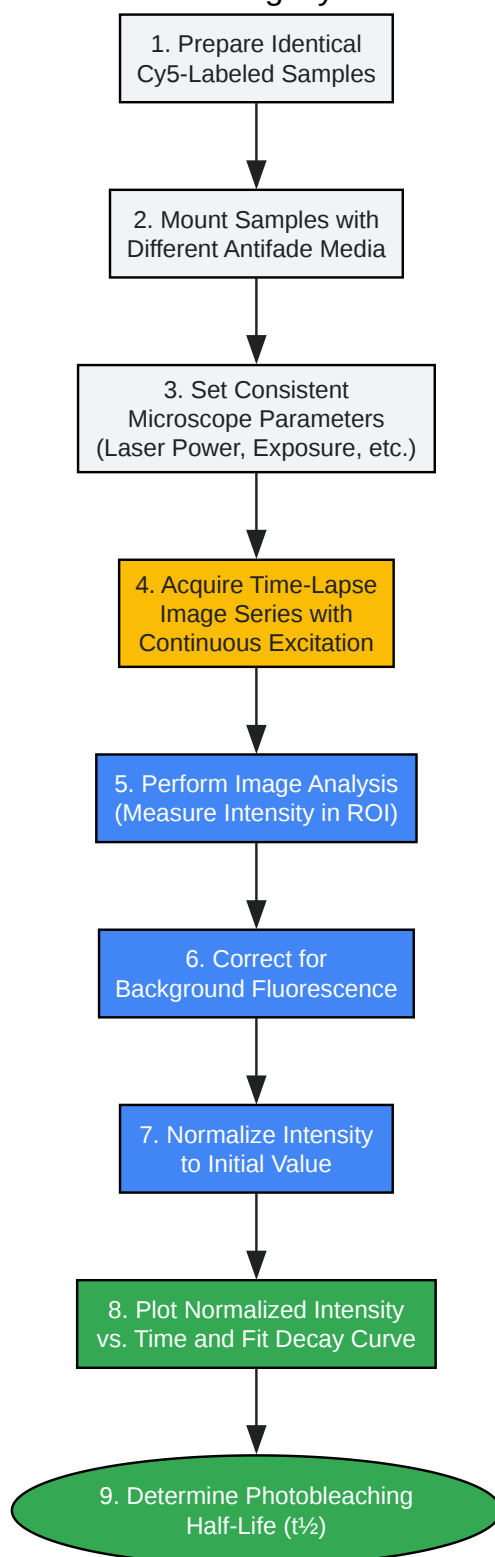 1. Prepare Identical
Cy5-Labeled Samples
2. Mount Samples with
Different Antifade Media
3. Set Consistent
Microscope Parameters
(Laser Power, Exposure, etc.)
4. Acquire Time-Lapse
Image Series with
Continuous Excitation
5. Perform Image Analysis
(Measure Intensity in ROI)
6. Correct for
Background Fluorescence
7. Normalize Intensity
to Initial Value
8. Plot Normalized Intensity
vs. Time and Fit Decay Curve
9. Determine Photobleaching
Half-Life (t½)